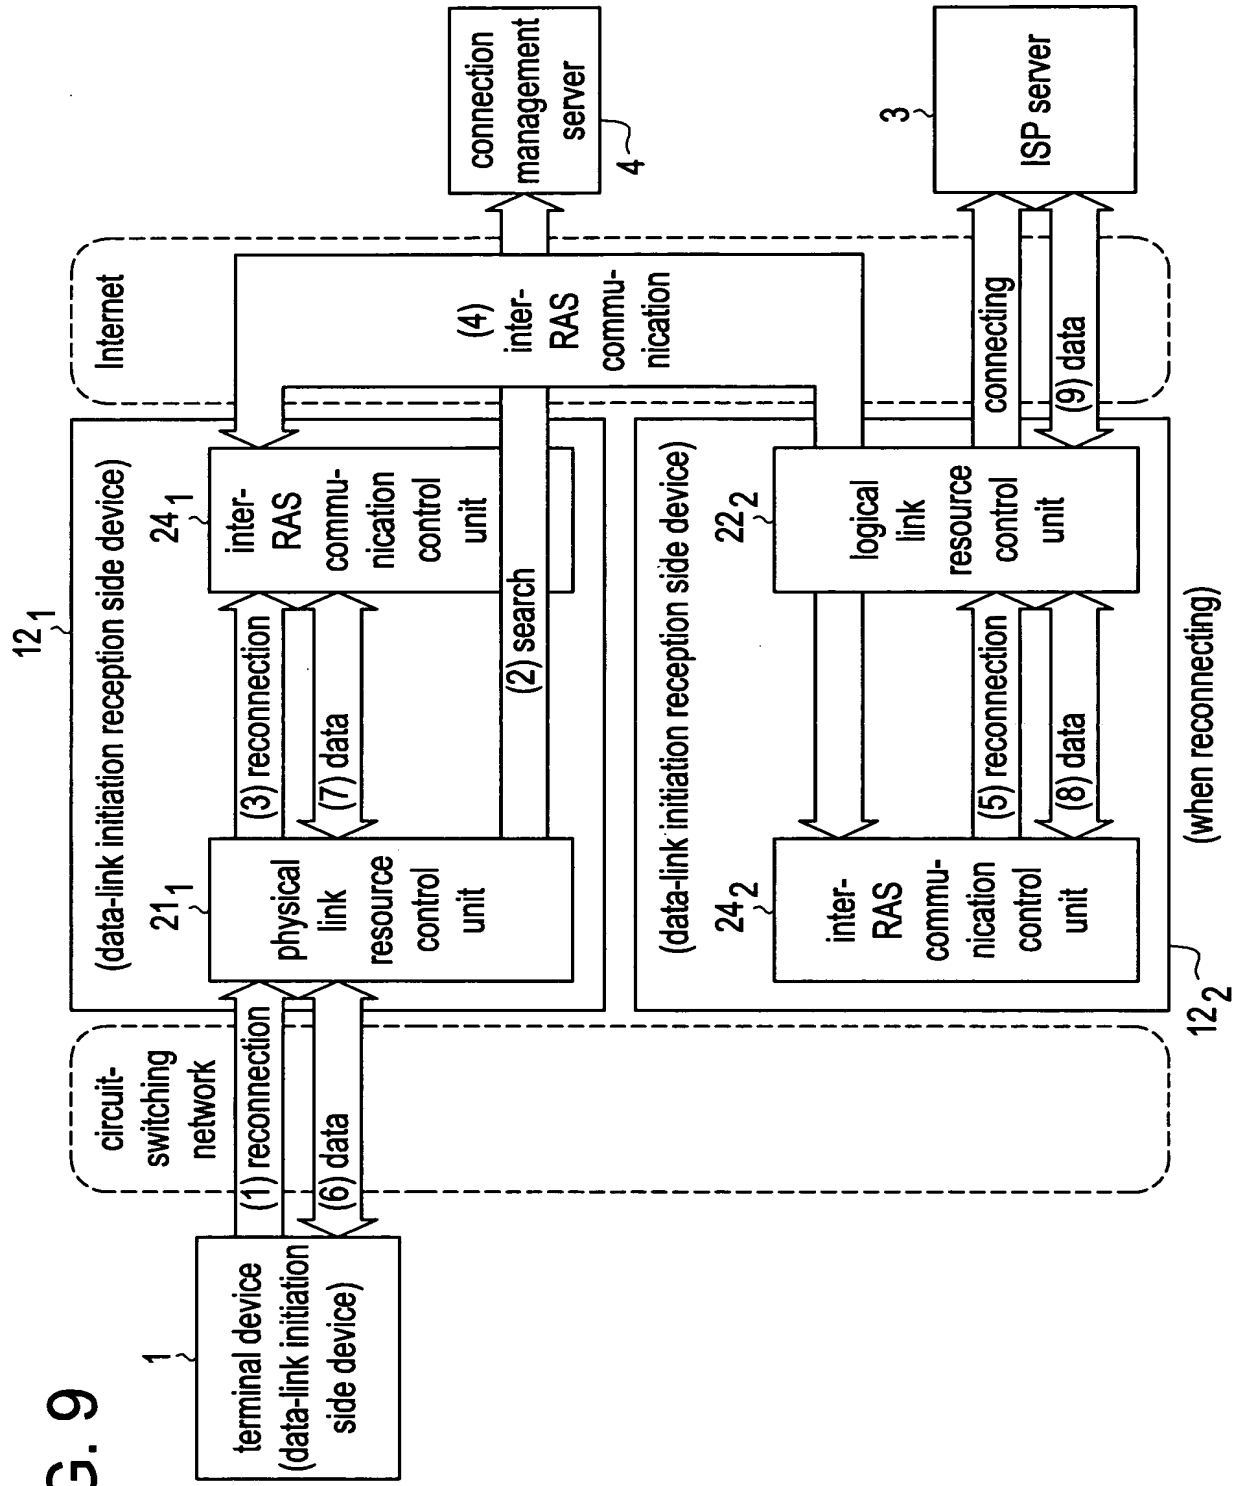 G. 9
12 1
(data-link initiation reception side device)
Internet
circuit-
switching
network
1
terminal device
(data-link initiation
side device)
(1) reconnection
(6) data
21 1
physical
link
resource
control
unit
(3) reconnection
(7) data
(2) search
24 1
inter-
RAS
commu-
nication
control
unit
(4)
inter-
RAS
commu-
nication
connection
management
server
4
(data-link initiation reception side device)
24 2
inter-
RAS
commu-
nication
control
unit
(5) reconnection
(8) data
22 2
logical
link
resource
control
unit
connecting
(9) data
3
ISP server
12 2
(when reconnecting)